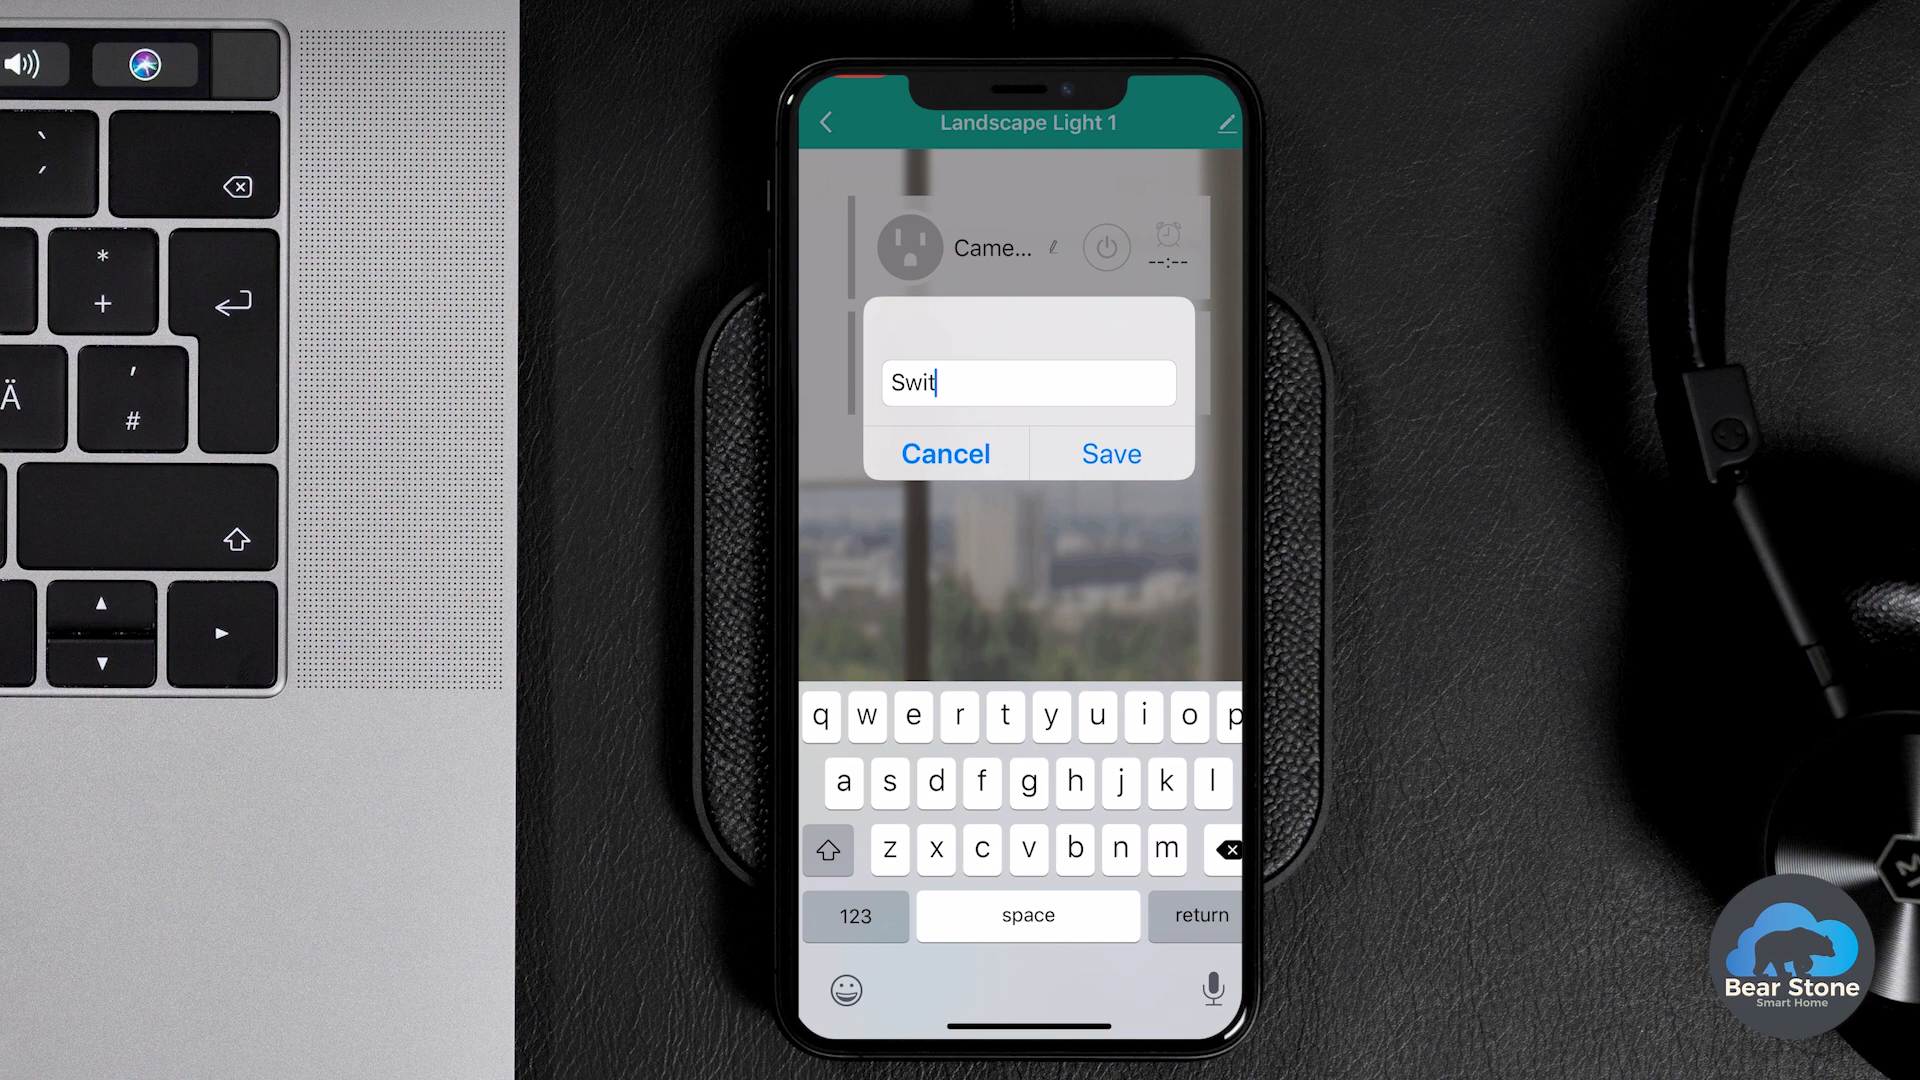 Landscape Light 1
Came...
--:--
Swit
Cancel
Save
q w e r t y u i o p
a s d f g h j k l
z x c v b n m
123
space
return
*
+
Ä
'
#
M
Bear Stone
Smart Home